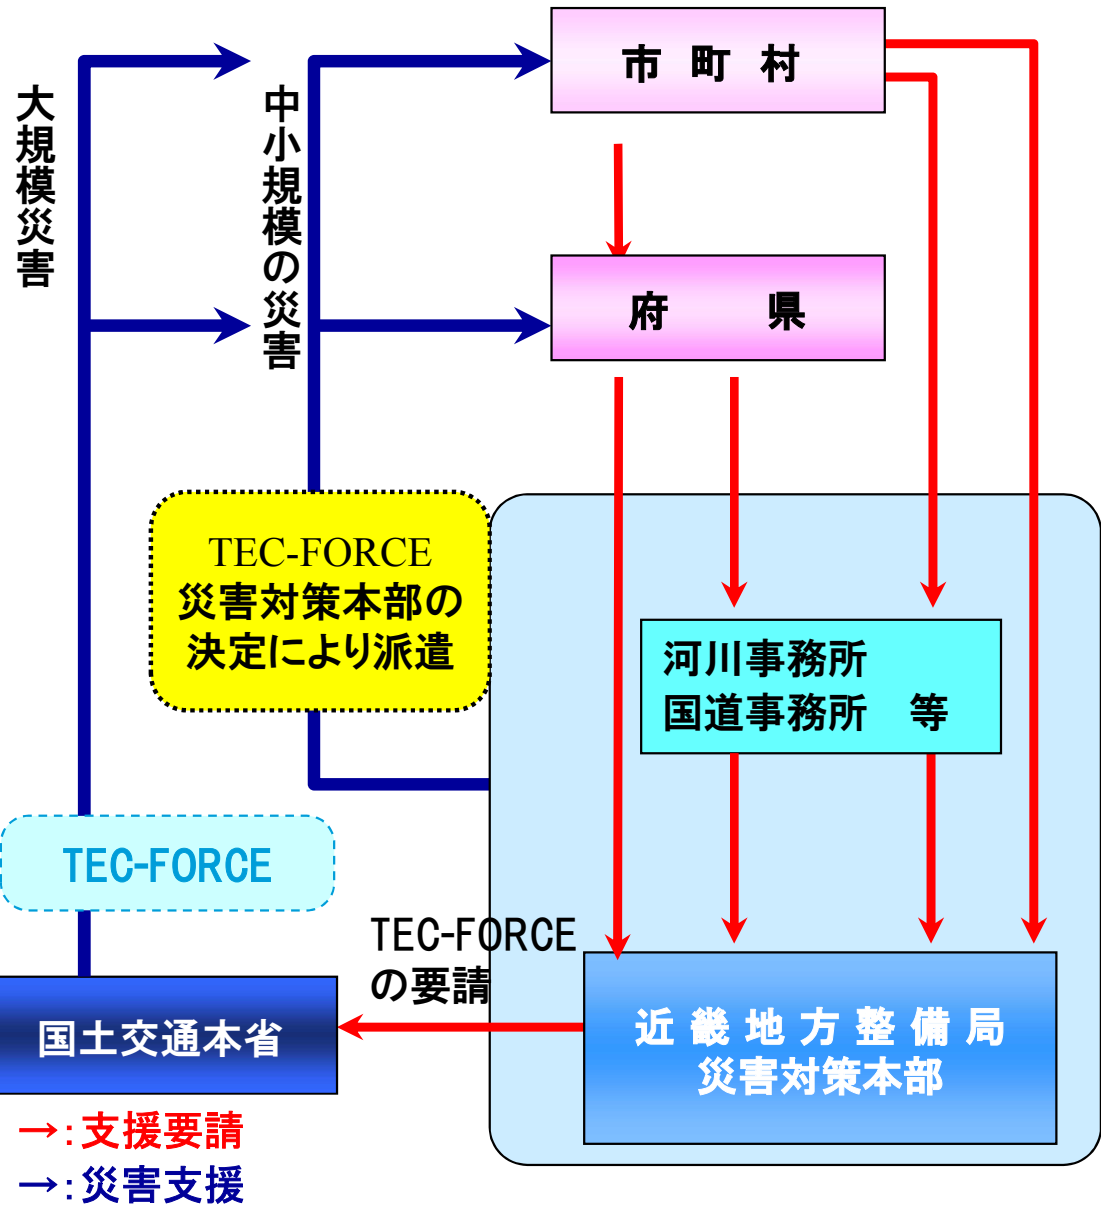 市町村
大規模災害
中小規模の災害
府県
TEC-FORCE
災害対策本部の
決定により派遣
河川事務所
国道事務所　等
TEC-FORCE
TEC-FORCE
の要請
国土交通本省
近畿地方整備局
災害対策本部
→:支援要請
→:災害支援